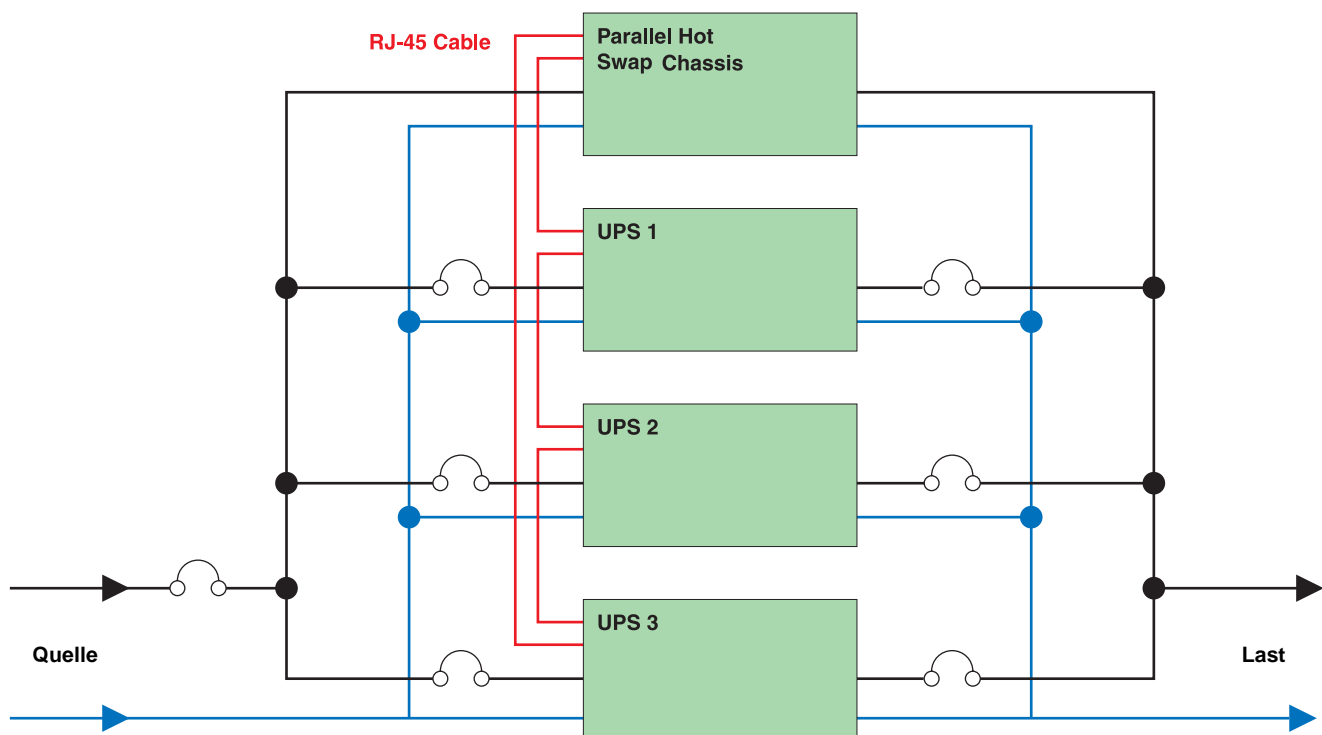 RJ-45 Cable
Parallel Hot
Swap Chassis
UPS 1
UPS 2
UPS 3
Quelle
Last